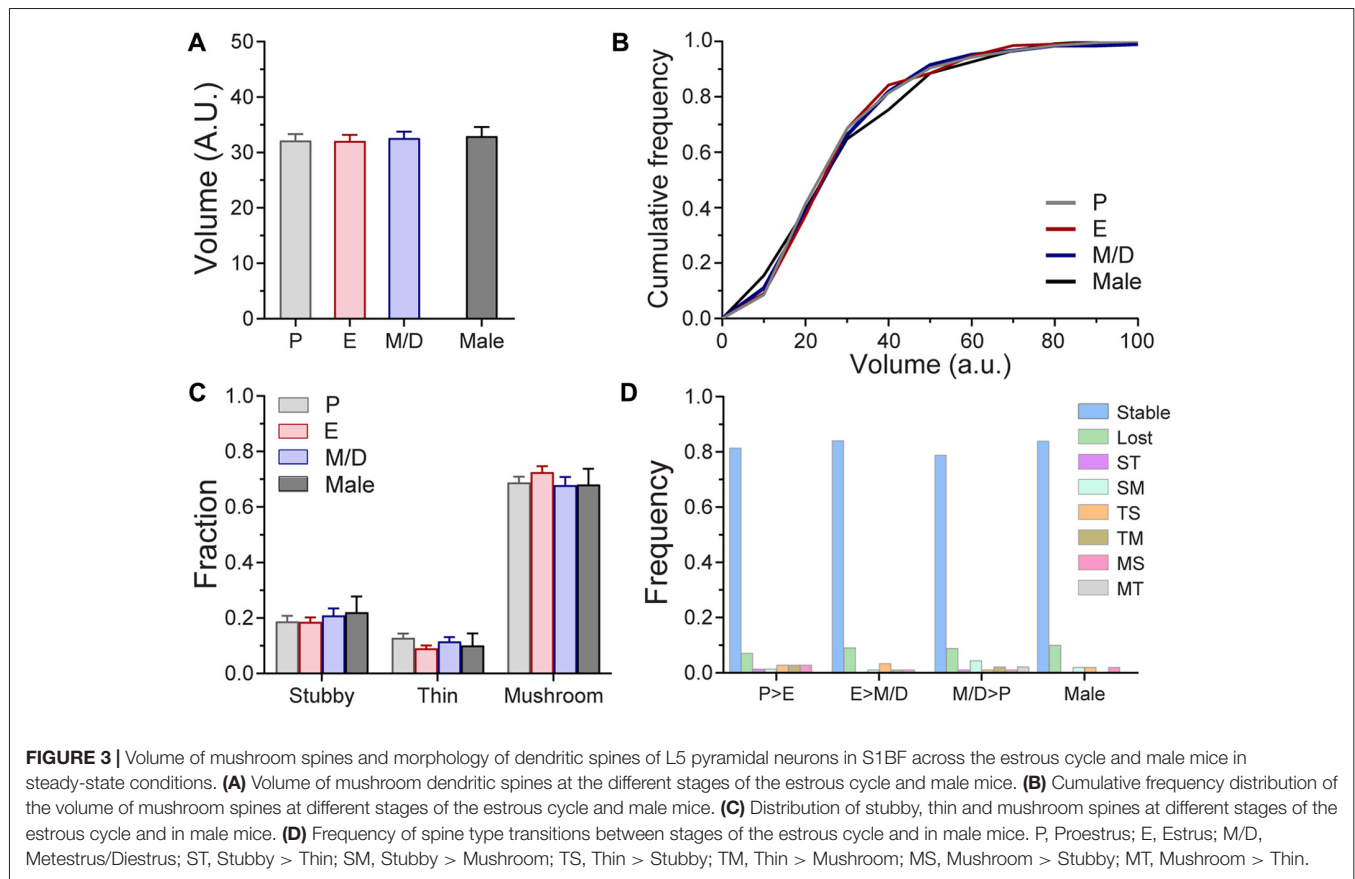 A
50
40
30
20
10
0
Volume (A.U.)
P E M/D Male
B
1.0
0.8
0.6
0.4
0.2
0.0
Cumulative frequency
P
E
M/D
Male
0 20 40 60 80 100
Volume (a.u.)
C
1.0
0.8
0.6
0.4
0.2
0.0
Fraction
P
E
M/D
Male
Stubby Thin Mushroom
D
1.0
0.8
0.6
0.4
0.2
0.0
Frequency
Stable
Lost
ST
SM
TS
TM
MS
MT
P>E E>M/D M/D>P Male
FIGURE 3 | Volume of mushroom spines and morphology of dendritic spines of L5 pyramidal neurons in S1BF across the estrous cycle and male mice in
steady-state conditions. (A) Volume of mushroom dendritic spines at the different stages of the estrous cycle and male mice. (B) Cumulative frequency distribution of
the volume of mushroom spines at different stages of the estrous cycle and male mice. (C) Distribution of stubby, thin and mushroom spines at different stages of the
estrous cycle and in male mice. (D) Frequency of spine type transitions between stages of the estrous cycle and in male mice. P, Proestrus; E, Estrus; M/D,
Metestrus/Diestrus; ST, Stubby > Thin; SM, Stubby > Mushroom; TS, Thin > Stubby; TM, Thin > Mushroom; MS, Mushroom > Stubby; MT, Mushroom > Thin.